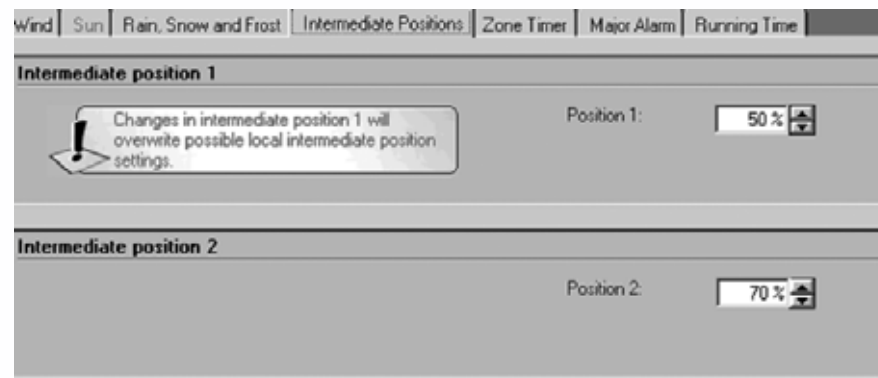 Wind Sun Rain, Snow and Frost Intermediate Positions Zone Timer Major Alarm Running Time
Intermediate position 1
Changes in intermediate position 1 will
overwrite possible local intermediate position
settings.
Position 1: 50 %
Intermediate position 2
Position 2: 70 %